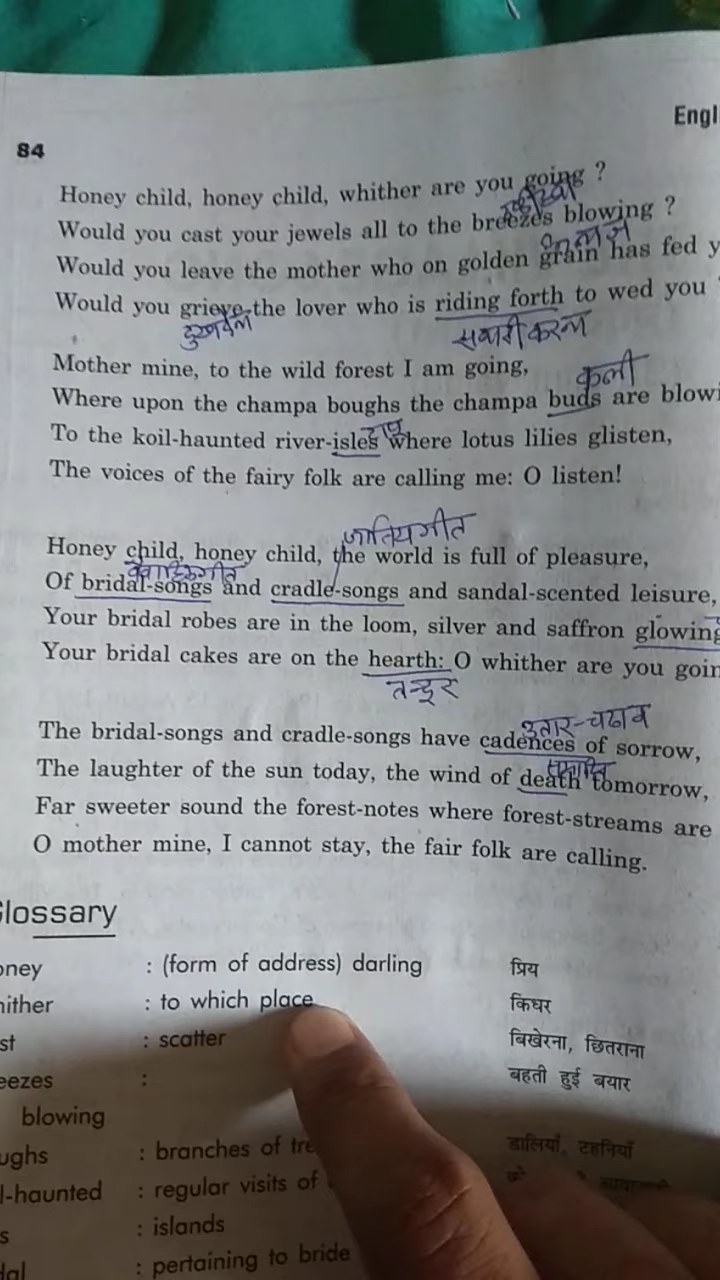 Engl
84
Honey child, honey child, whither are you going ?
Would you cast your jewels all to the breezes blowing ?
अनाज
Would you leave the mother who on golden grain has fed y
Would you grieve the lover who is riding forth to wed you
सवारी करना
Mother mine, to the wild forest I am going,
कली
Where upon the champa boughs the champa buds are blowi
टापू
To the koil-haunted river-isles where lotus lilies glisten,
The voices of the fairy folk are calling me: O listen!
जातियगीत
Honey child, honey child, the world is full of pleasure,
वैवाहिकगीत
Of bridal-songs and cradle-songs and sandal-scented leisure,
Your bridal robes are in the loom, silver and saffron glowing
Your bridal cakes are on the hearth: O whither are you goin
तन्दूर
उतार-चढाव
The bridal-songs and cradle-songs have cadences of sorrow,
The laughter of the sun today, the wind of death tomorrow,
Far sweeter sound the forest-notes where forest-streams are
O mother mine, I cannot stay, the fair folk are calling.
Glossary
oney : (form of address) darling प्रिय
hither : to which place किधर
st : scatter बिखेरना, छितराना
eezes : बहती हुई बयार
blowing
ughs : branches of tre डालियाँ, टहनियाँ
l-haunted : regular visits of
s : islands
dal : pertaining to bride